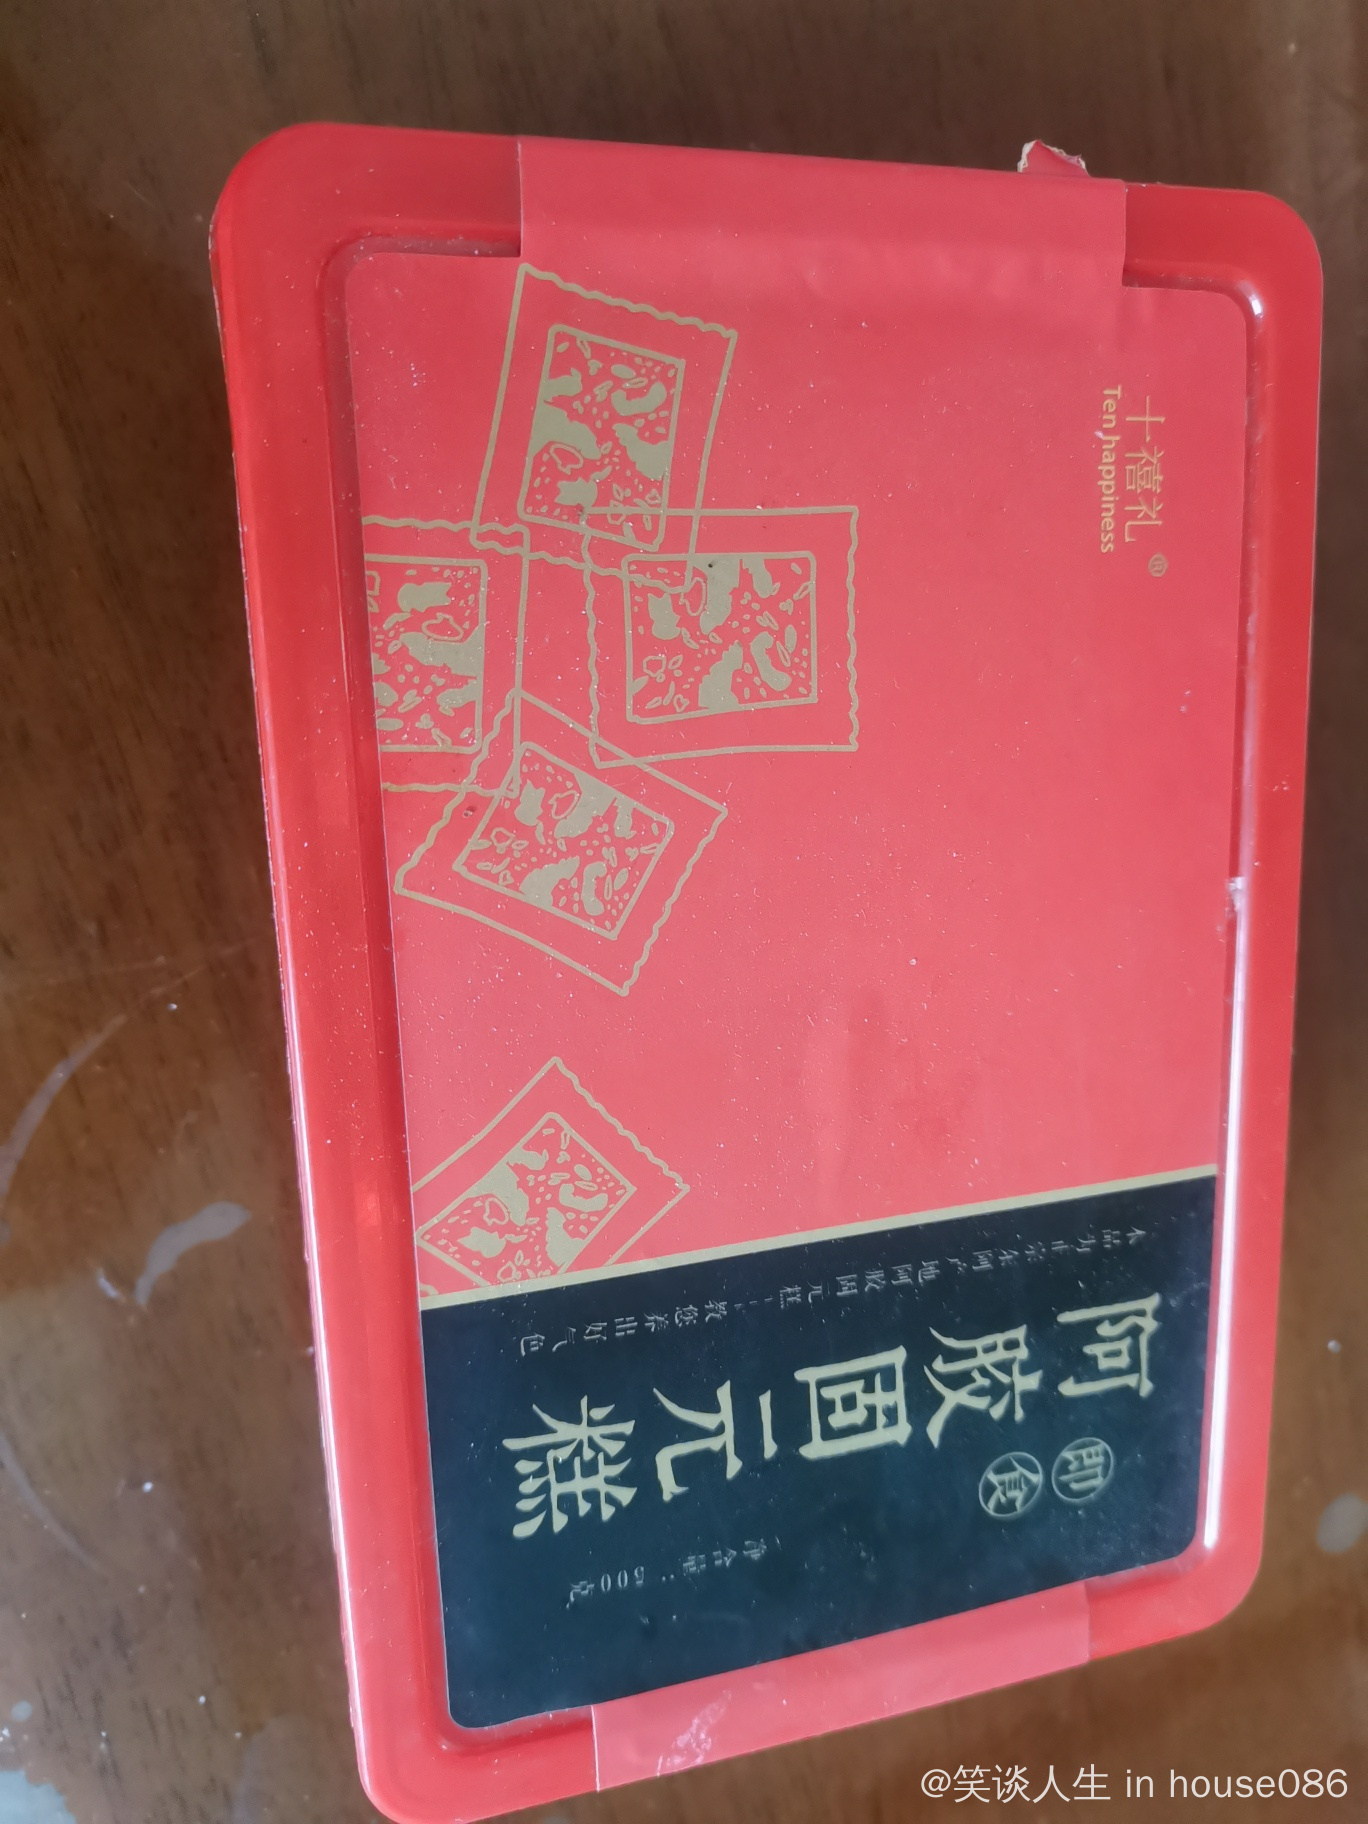 十禧礼®
Ten happiness
本品为正宗东阿产地阿胶固元糕——教您养出好气色
阿胶固元糕
即食
净含量：500克
@笑谈人生 in house086